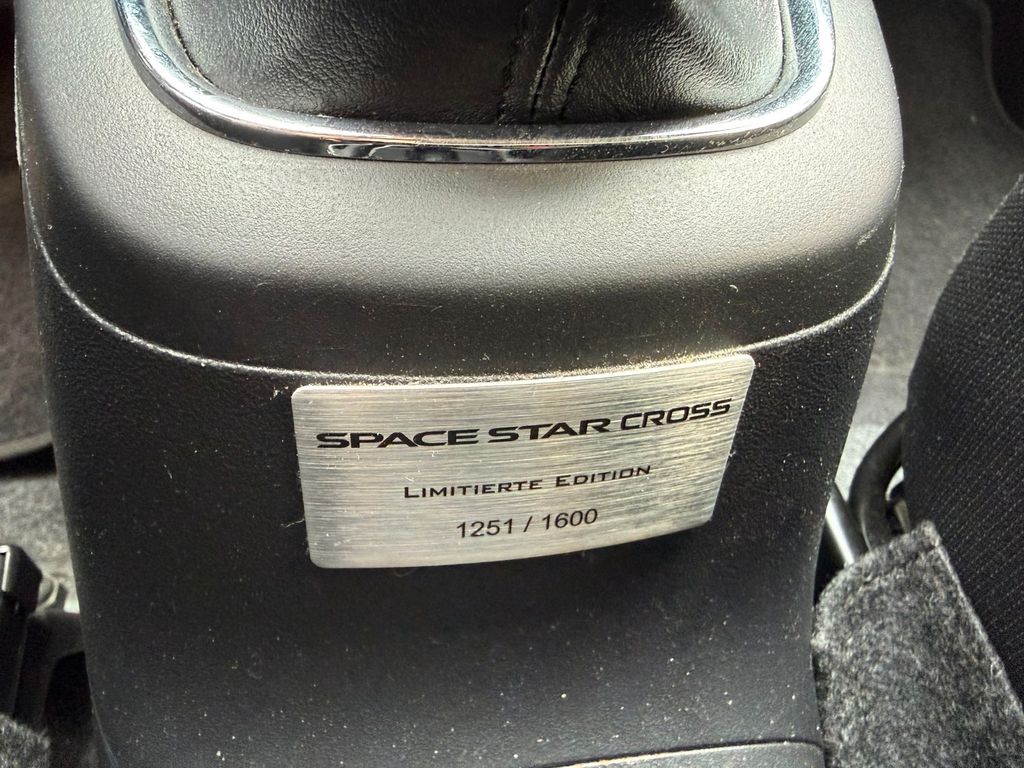 SPACE STAR CROSS
LIMITIERTE EDITION
1251 / 1600